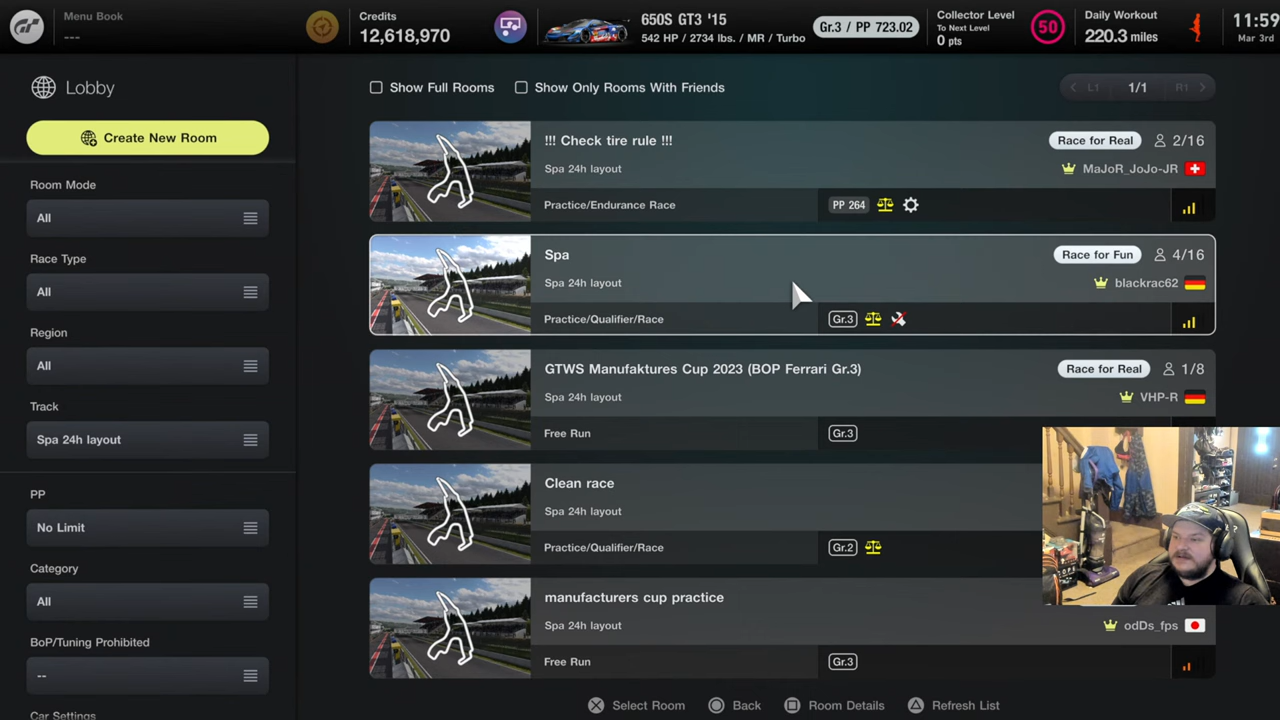 Menu Book
---
Credits
12,618,970
650S GT3 '15
542 HP / 2734 lbs. / MR / Turbo
Gr.3 / PP 723.02
Collector Level
To Next Level
0 pts
50
Daily Workout
220.3 miles
11:59
Mar 3rd
Lobby
Create New Room
Room Mode
All
Race Type
All
Region
All
Track
Spa 24h layout
PP
No Limit
Category
All
BoP/Tuning Prohibited
--
Car Settings
Show Full Rooms
Show Only Rooms With Friends
L1
1/1
R1
!!! Check tire rule !!!
Race for Real
2/16
Spa 24h layout
MaJoR_JoJo-JR
Practice/Endurance Race
PP 264
Spa
Race for Fun
4/16
Spa 24h layout
blackrac62
Practice/Qualifier/Race
Gr.3
GTWS Manufaktures Cup 2023 (BOP Ferrari Gr.3)
Race for Real
1/8
Spa 24h layout
VHP-R
Free Run
Gr.3
Clean race
Spa 24h layout
Practice/Qualifier/Race
Gr.2
manufacturers cup practice
Spa 24h layout
odDs_fps
Free Run
Gr.3
Select Room
Back
Room Details
Refresh List